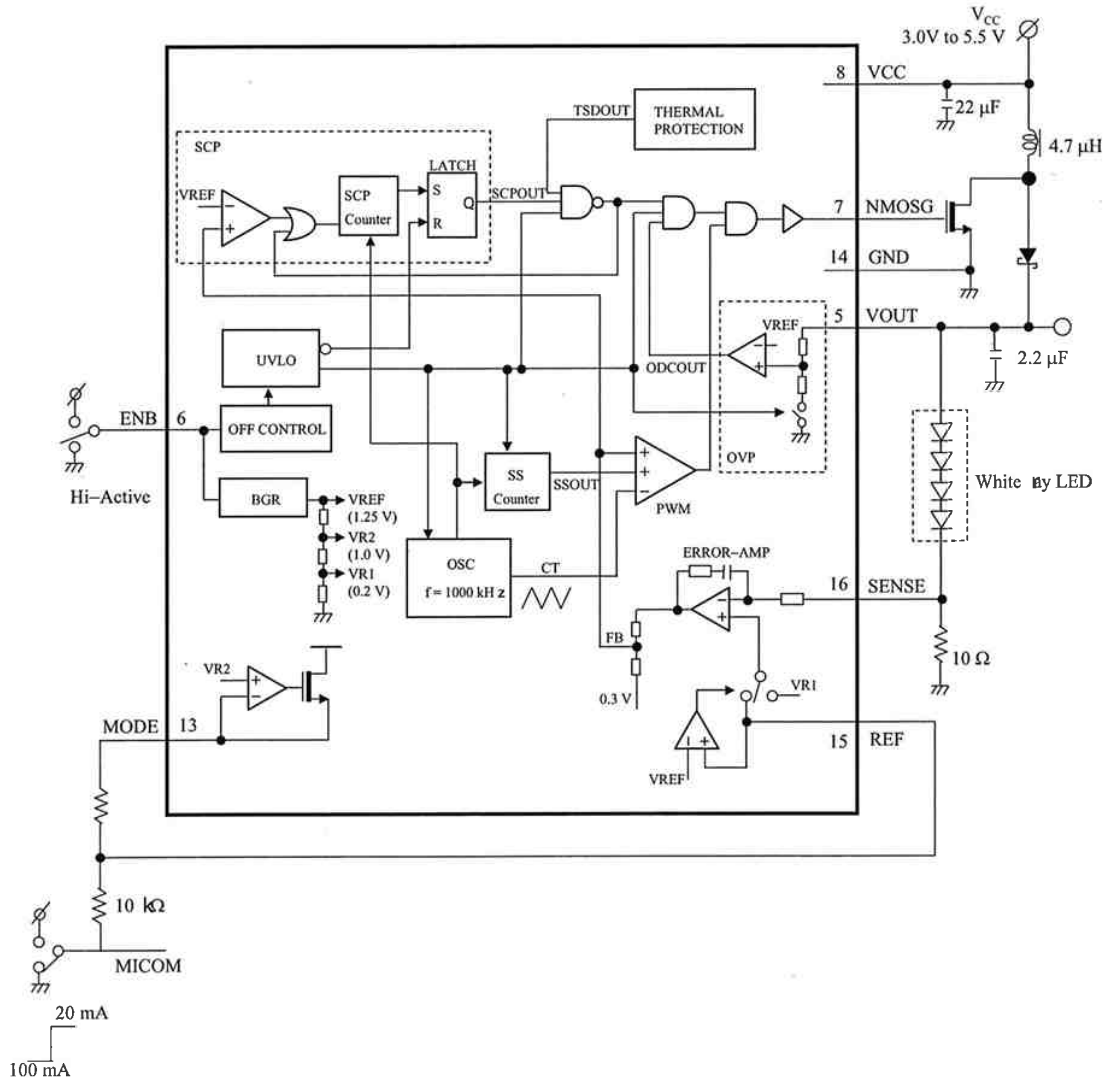 VCC
3.0V to 5.5 V
8 VCC
22 µF
4.7 µH
TSDOUT
THERMAL
PROTECTION
SCP
LATCH
VREF
SCP
Counter
S
Q
R
SCPOUT
7 NMOSG
14 GND
5 VOUT
VREF
2.2 µF
ODCOUT
UVLO
ENB 6
OFF CONTROL
OVP
Hi–Active
BGR
VREF
(1.25 V)
VR2
(1.0 V)
VR1
(0.2 V)
SS
Counter
SSOUT
PWM
White ray LED
OSC
f = 1000 kHz
CT
ERROR–AMP
16 SENSE
FB
10 Ω
0.3 V
VR1
VR2
MODE 13
15 REF
VREF
10 kΩ
MICOM
20 mA
100 mA